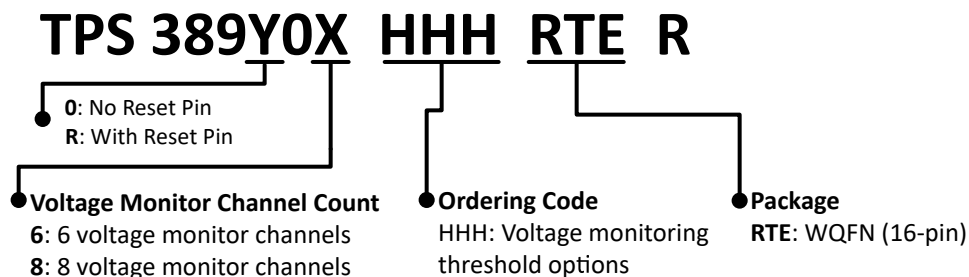 TPS 389Y0X HHH RTE R
0: No Reset Pin
R: With Reset Pin
Voltage Monitor Channel Count
6: 6 voltage monitor channels
8: 8 voltage monitor channels
Ordering Code
HHH: Voltage monitoring
threshold options
Package
RTE: WQFN (16-pin)